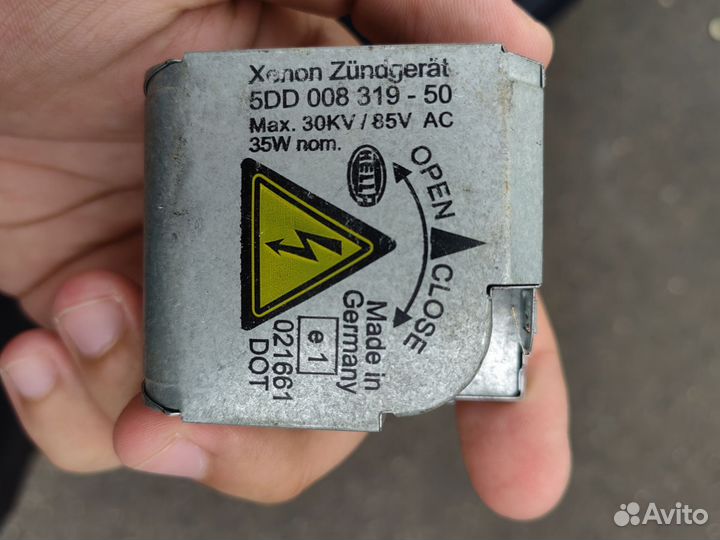 Xenon Zündgerät
5DD 008 319 - 50
Max. 30KV / 85V AC
35W nom.
HELLA
OPEN
CLOSE
Made in
Germany
e 1
021661
DOT
Avito